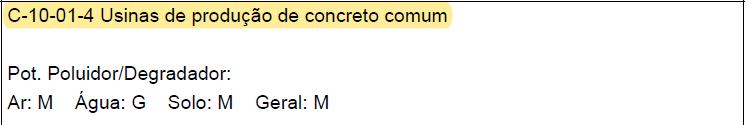 C-10-01-4 Usinas de produção de concreto comum
Pot. Poluidor/Degradador:
Ar: M Água: G Solo: M Geral: M